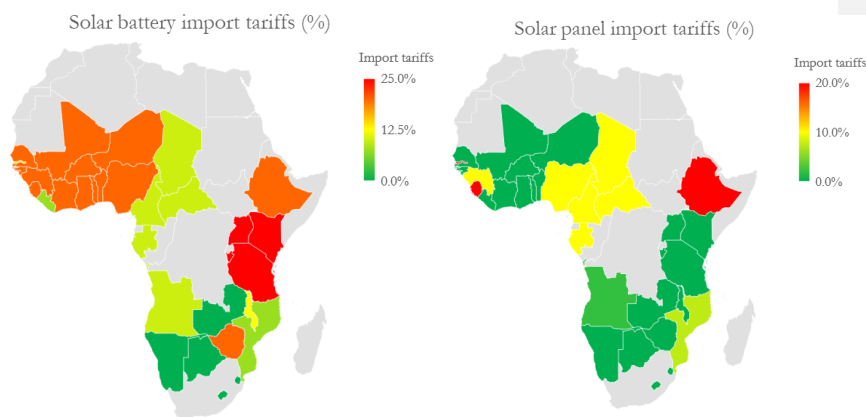 Solar battery import tariffs (%)
Import tariffs
25.0%
12.5%
0.0%
Solar panel import tariffs (%)
Import tariffs
20.0%
10.0%
0.0%